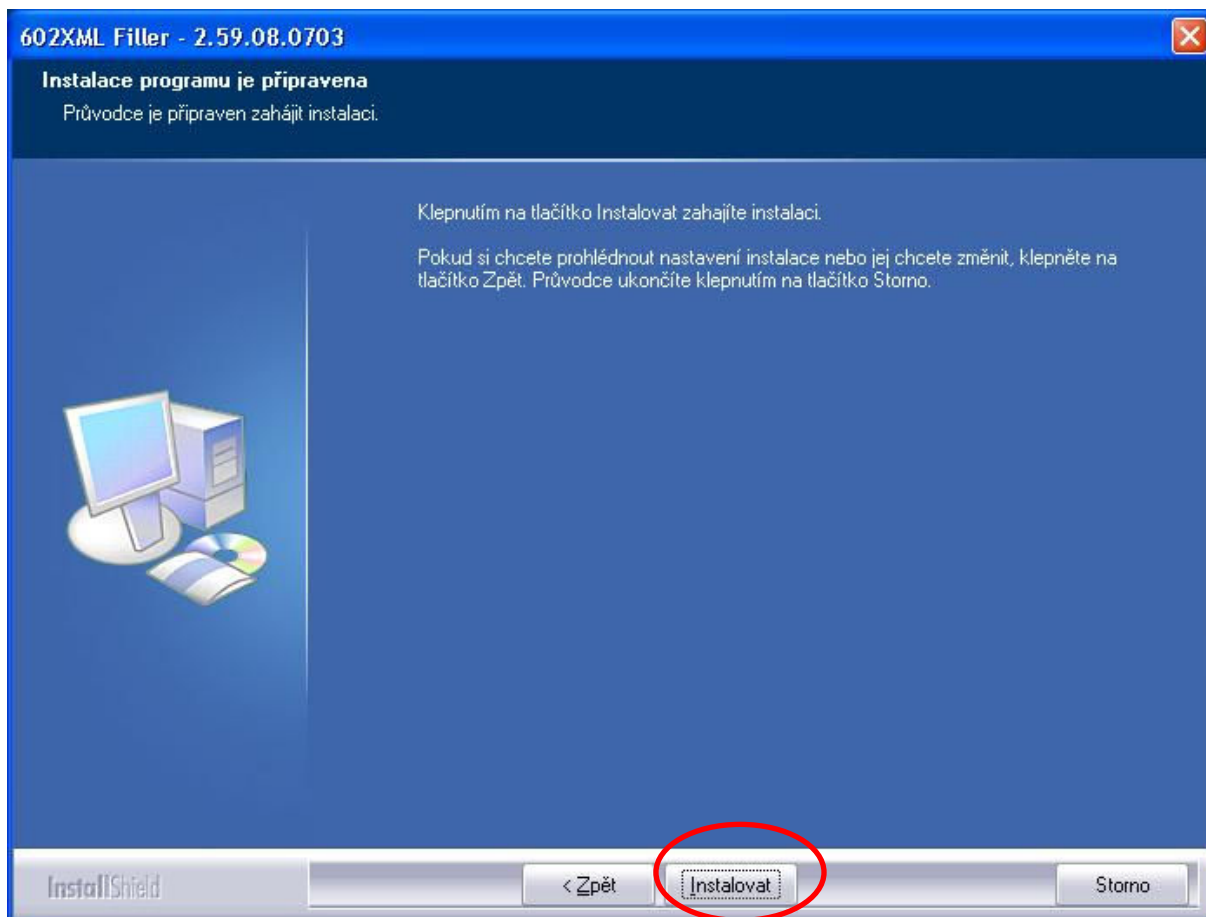 602XML Filler - 2.59.08.0703
Instalace programu je připravena
Průvodce je připraven zahájit instalaci.
Klepnutím na tlačítko Instalovat zahajíte instalaci.
Pokud si chcete prohlédnout nastavení instalace nebo jej chcete změnit, klepněte na
tlačítko Zpět. Průvodce ukončíte klepnutím na tlačítko Storno.
InstallShield
< Zpět
Instalovat
Storno